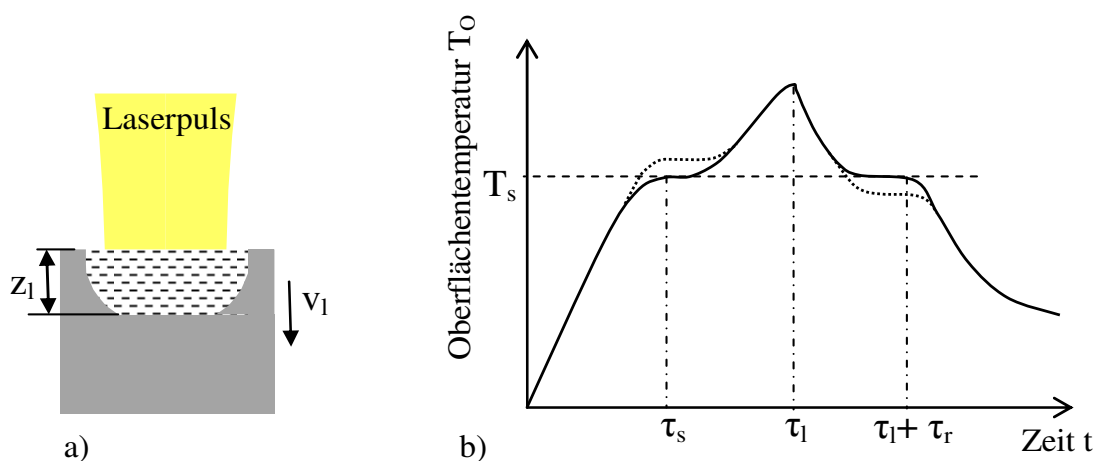 Laserpuls
z_l
v_l
a)
Oberflächentemperatur T_O
T_s
τ_s
τ_l
τ_l+ τ_r
Zeit t
b)